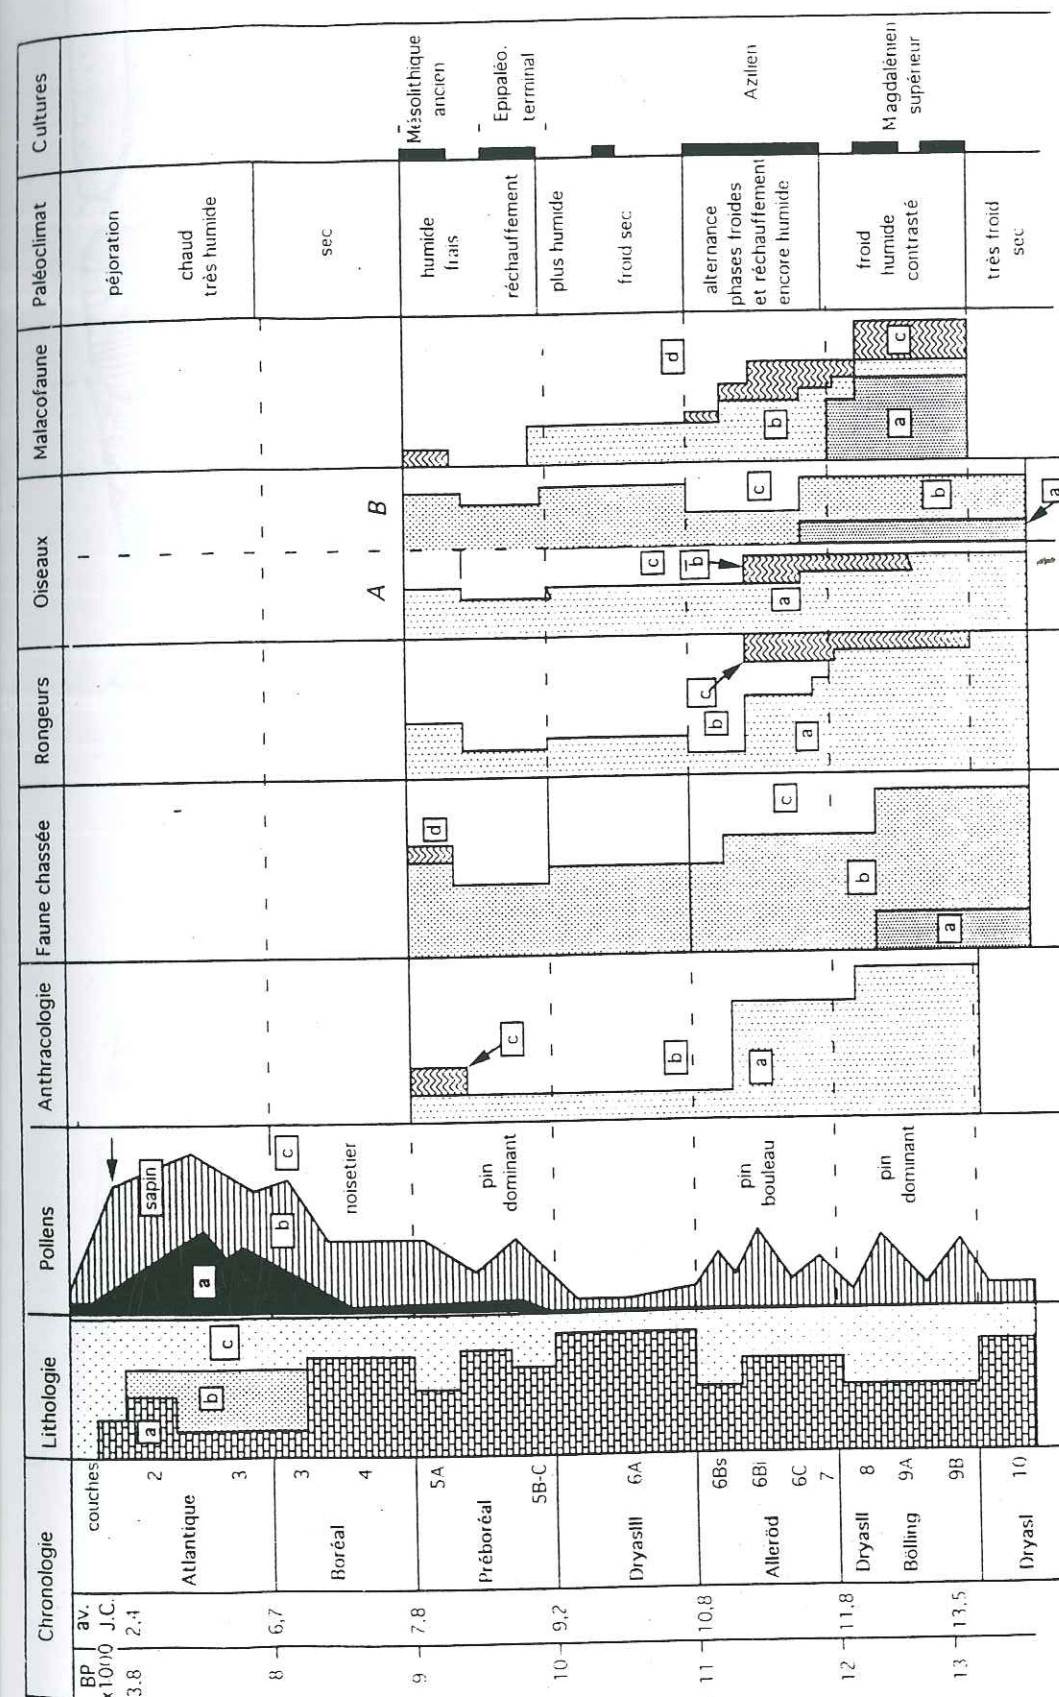 Chronologie
Lithologie
Pollens
Anthracologie
Faune chassée
Rongeurs
Oiseaux
Malacofaune
Paléoclimat
Cultures
BP
x1000
av.
J.C.
couches
3.8
2,4
Atlantique
2
3
8
6,7
Boréal
3
4
9
7,8
Préboréal
5A
5B-C
10
9,2
DryasIII
6A
11
10,8
Alleröd
6Bs
6Bi
6C
7
12
11,8
DryasII
8
Bölling
9A
9B
13
13,5
DryasI
10
a
b
c
sapin
a
b
c
noisetier
pin
dominant
pin
bouleau
pin
dominant
c
b
a
d
c
b
a
c
b
a
A
B
c
b
a
c
b
a
d
b
c
a
péjoration
chaud
très humide
sec
humide
frais
réchauffement
plus humide
froid sec
alternance
phases froides
et réchauffement
encore humide
froid
humide
contrasté
très froid
sec
Mésolithique
ancien
Epipaléo.
terminal
Azilien
Magdalénien
supérieur